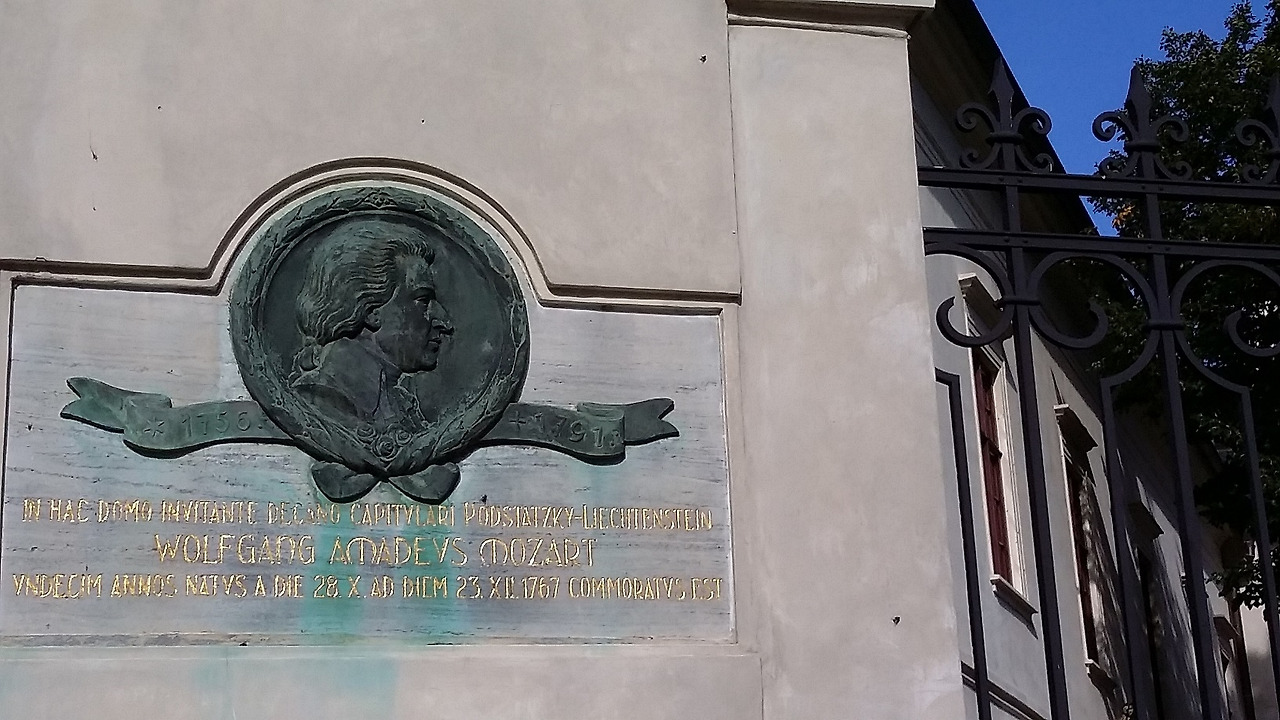 * 1756. + 1791.
IN HAC DOMO INVITANTE DECANO CAPITVLARI PODSTATZKY-LIECHTENSTEIN
WOLFGANG AMADEVS MOZART
VNDECIM ANNOS NATVS A DIE 28.X. AD DIEM 23.XII.1767 COMMORATVS EST